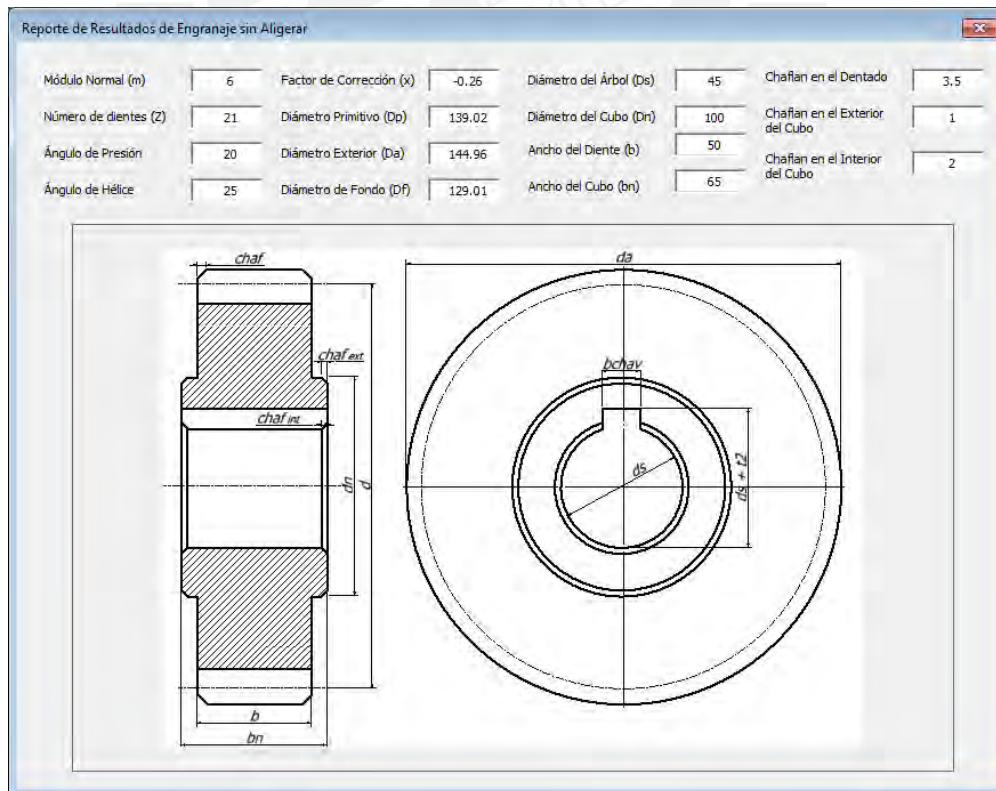 Reporte de Resultados de Engranaje sin Aligerar
Módulo Normal (m) 6 Factor de Corrección (x) -0.26 Diámetro del Árbol (Ds) 45 Chaflan en el Dentado 3.5
Número de dientes (Z) 21 Diámetro Primitivo (Dp) 139.02 Diámetro del Cubo (Dn) 100 Chaflan en el Exterior
del Cubo 1
Ángulo de Presión 20 Diámetro Exterior (Da) 144.96 Ancho del Diente (b) 50 Chaflan en el Interior
del Cubo 2
Ángulo de Hélice 25 Diámetro de Fondo (Df) 129.01 Ancho del Cubo (bn) 65
chaf
da
chaf ext
bchav
chaf int
dn
d
ds
ds + t2
b
bn